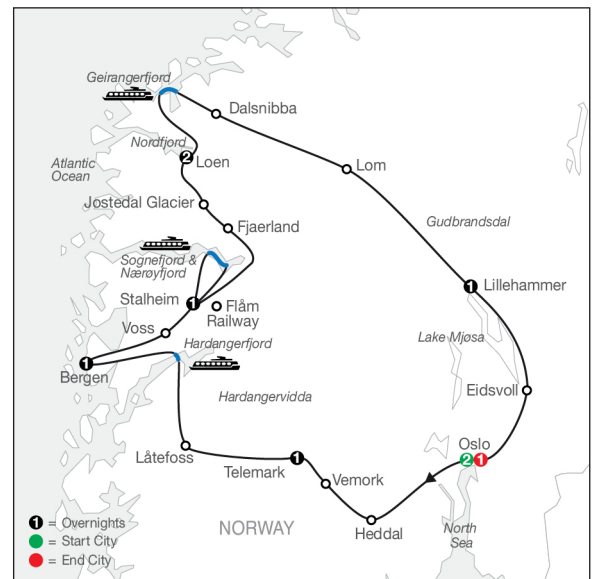 Geirangerfjord
Dalsnibba
Nordfjord
2
Loen
Atlantic
Ocean
Lom
Jostedal Glacier
Fjaerland
Gudbrandsdal
Sognefjord &
Nærøyfjord
Stalheim
1
Flåm
Railway
1
Lillehammer
Voss
Hardangerfjord
Lake Mjøsa
1
Bergen
Hardangervidda
Eidsvoll
Låtefoss
Oslo
2 1
Telemark
1
Vemork
Heddal
North
Sea
NORWAY
1 = Overnights
= Start City
= End City